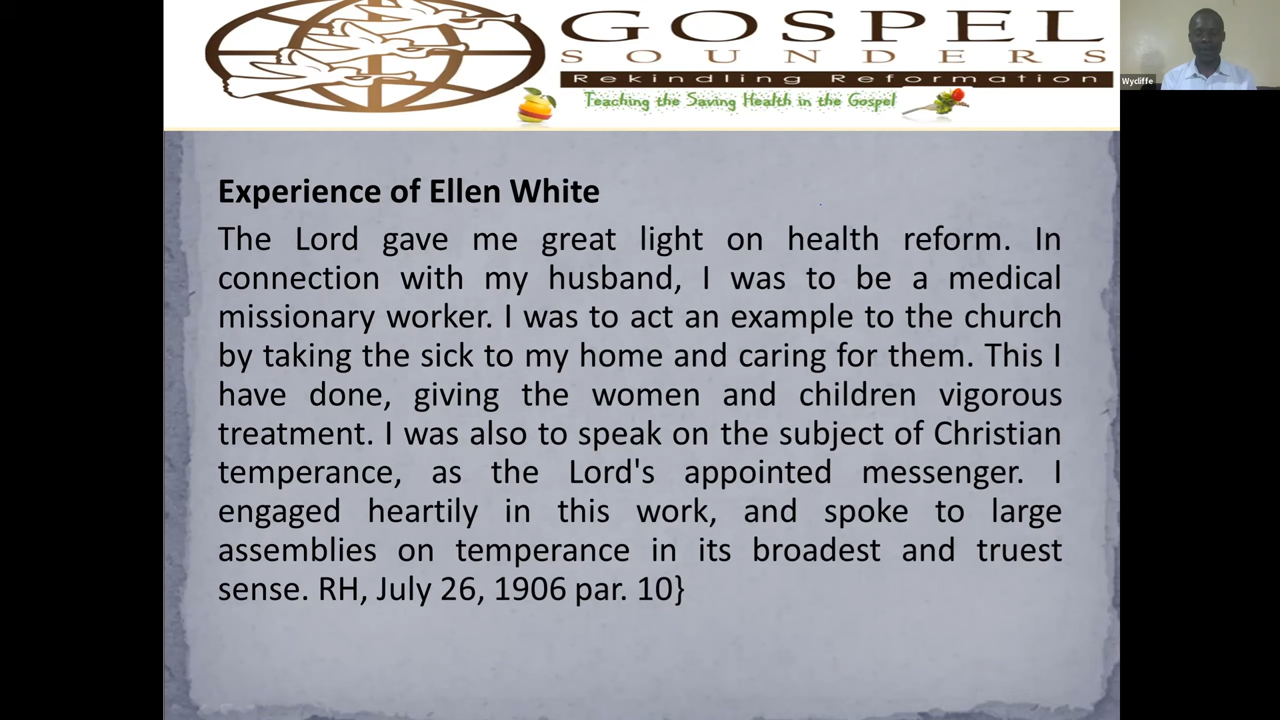 GOSPEL
SOUNDERS
Rekindling Reformation
Teaching the Saving Health in the Gospel
Wycliffe
Experience of Ellen White
The Lord gave me great light on health reform. In
connection with my husband, I was to be a medical
missionary worker. I was to act an example to the church
by taking the sick to my home and caring for them. This I
have done, giving the women and children vigorous
treatment. I was also to speak on the subject of Christian
temperance, as the Lord's appointed messenger. I
engaged heartily in this work, and spoke to large
assemblies on temperance in its broadest and truest
sense. RH, July 26, 1906 par. 10}